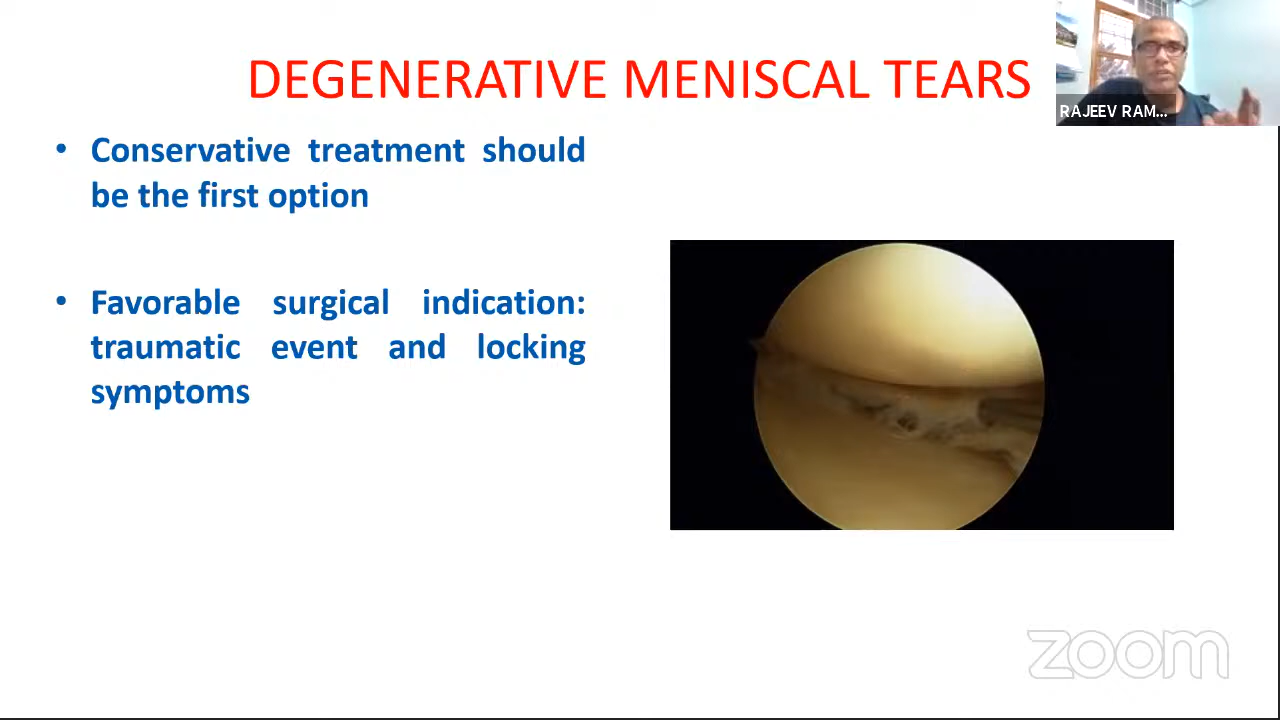 DEGENERATIVE MENISCAL TEARS
RAJEEV RAM...
• Conservative treatment should
be the first option
• Favorable surgical indication:
traumatic event and locking
symptoms
zoom